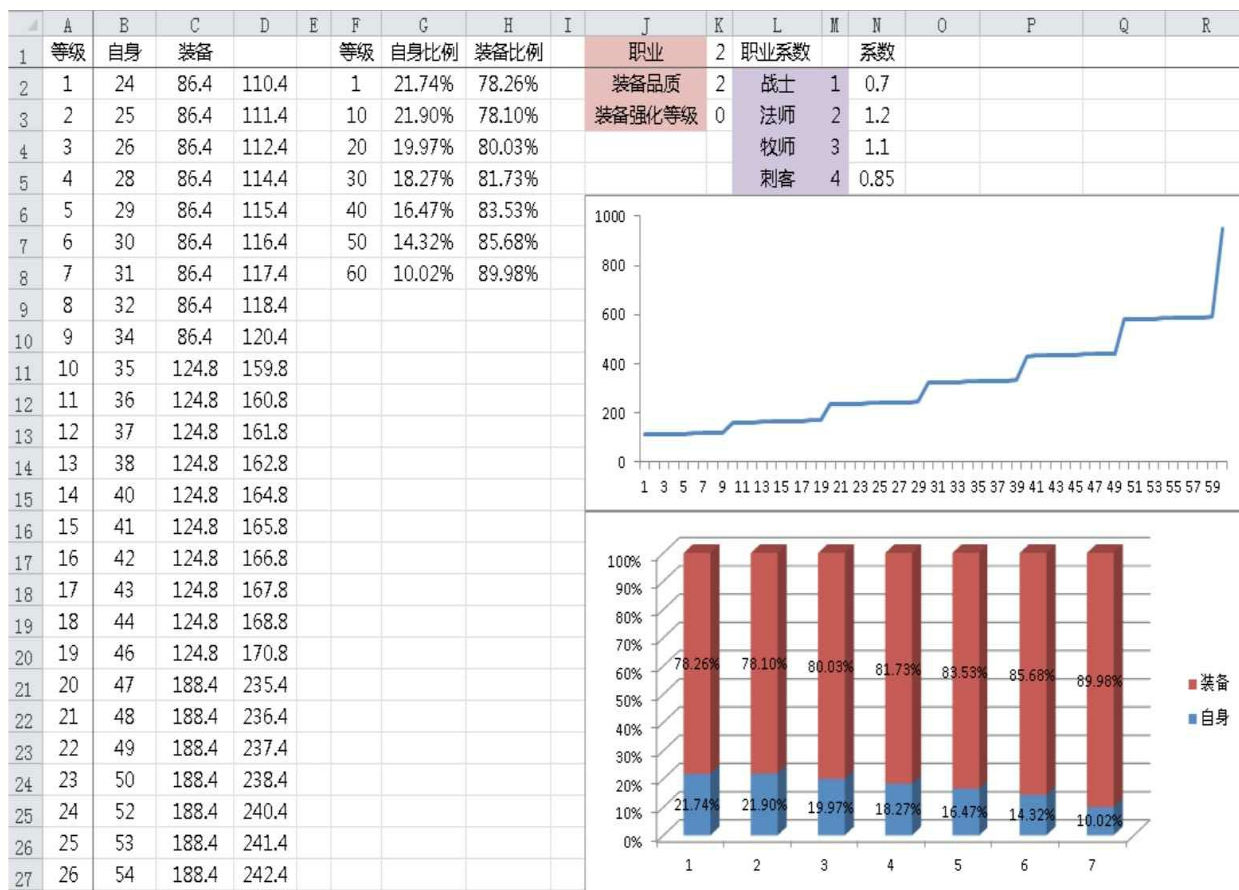 A B C D E F G H I J K L M N O P Q R
1 等级 自身 装备 等级 自身比例 装备比例 职业 2 职业系数 系数
2 1 24 86.4 110.4 1 21.74% 78.26% 装备品质 2 战士 1 0.7
3 2 25 86.4 111.4 10 21.90% 78.10% 装备强化等级 0 法师 2 1.2
4 3 26 86.4 112.4 20 19.97% 80.03% 牧师 3 1.1
5 4 28 86.4 114.4 30 18.27% 81.73% 刺客 4 0.85
6 5 29 86.4 115.4 40 16.47% 83.53%
7 6 30 86.4 116.4 50 14.32% 85.68%
8 7 31 86.4 117.4 60 10.02% 89.98%
9 8 32 86.4 118.4
10 9 34 86.4 120.4
11 10 35 124.8 159.8
12 11 36 124.8 160.8
13 12 37 124.8 161.8
14 13 38 124.8 162.8
15 14 40 124.8 164.8
16 15 41 124.8 165.8
17 16 42 124.8 166.8
18 17 43 124.8 167.8
19 18 44 124.8 168.8
20 19 46 124.8 170.8
21 20 47 188.4 235.4
22 21 48 188.4 236.4
23 22 49 188.4 237.4
24 23 50 188.4 238.4
25 24 52 188.4 240.4
26 25 53 188.4 241.4
27 26 54 188.4 242.4
1000
800
600
400
200
0
1 3 5 7 9 11 13 15 17 19 21 23 25 27 29 31 33 35 37 39 41 43 45 47 49 51 53 55 57 59
100%
90%
80%
70%
60%
50%
40%
30%
20%
10%
0%
78.26% 78.10% 80.03% 81.73% 83.53% 85.68% 89.98%
21.74% 21.90% 19.97% 18.27% 16.47% 14.32% 10.02%
1 2 3 4 5 6 7
装备
自身